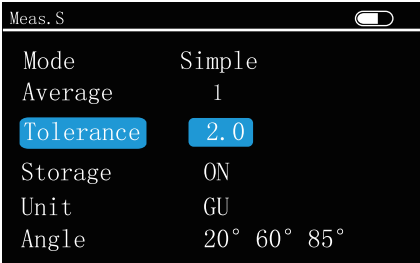 Meas.S
Mode Simple
Average 1
Tolerance 2.0
Storage ON
Unit GU
Angle 20° 60° 85°